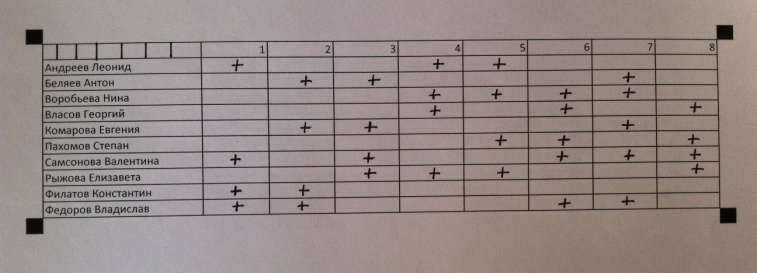 1 2 3 4 5 6 7 8
Андреев Леонид + + +
Беляев Антон + + +
Воробьева Нина + + + +
Власов Георгий + + +
Комарова Евгения + + +
Пахомов Степан + + +
Самсонова Валентина + + + + +
Рыжова Елизавета + + + +
Филатов Константин + +
Федоров Владислав + + + +